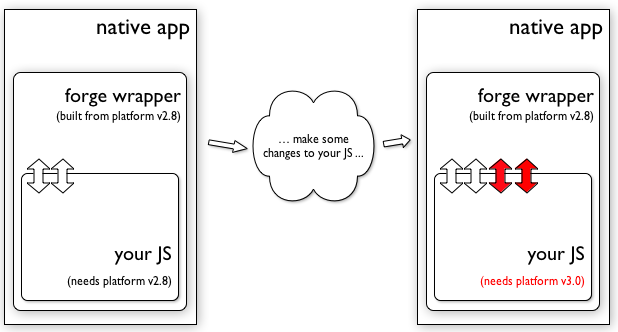 native app
forge wrapper
(built from platform v2.8)
your JS
(needs platform v2.8)
... make some
changes to your JS ...
native app
forge wrapper
(built from platform v2.8)
your JS
(needs platform v3.0)